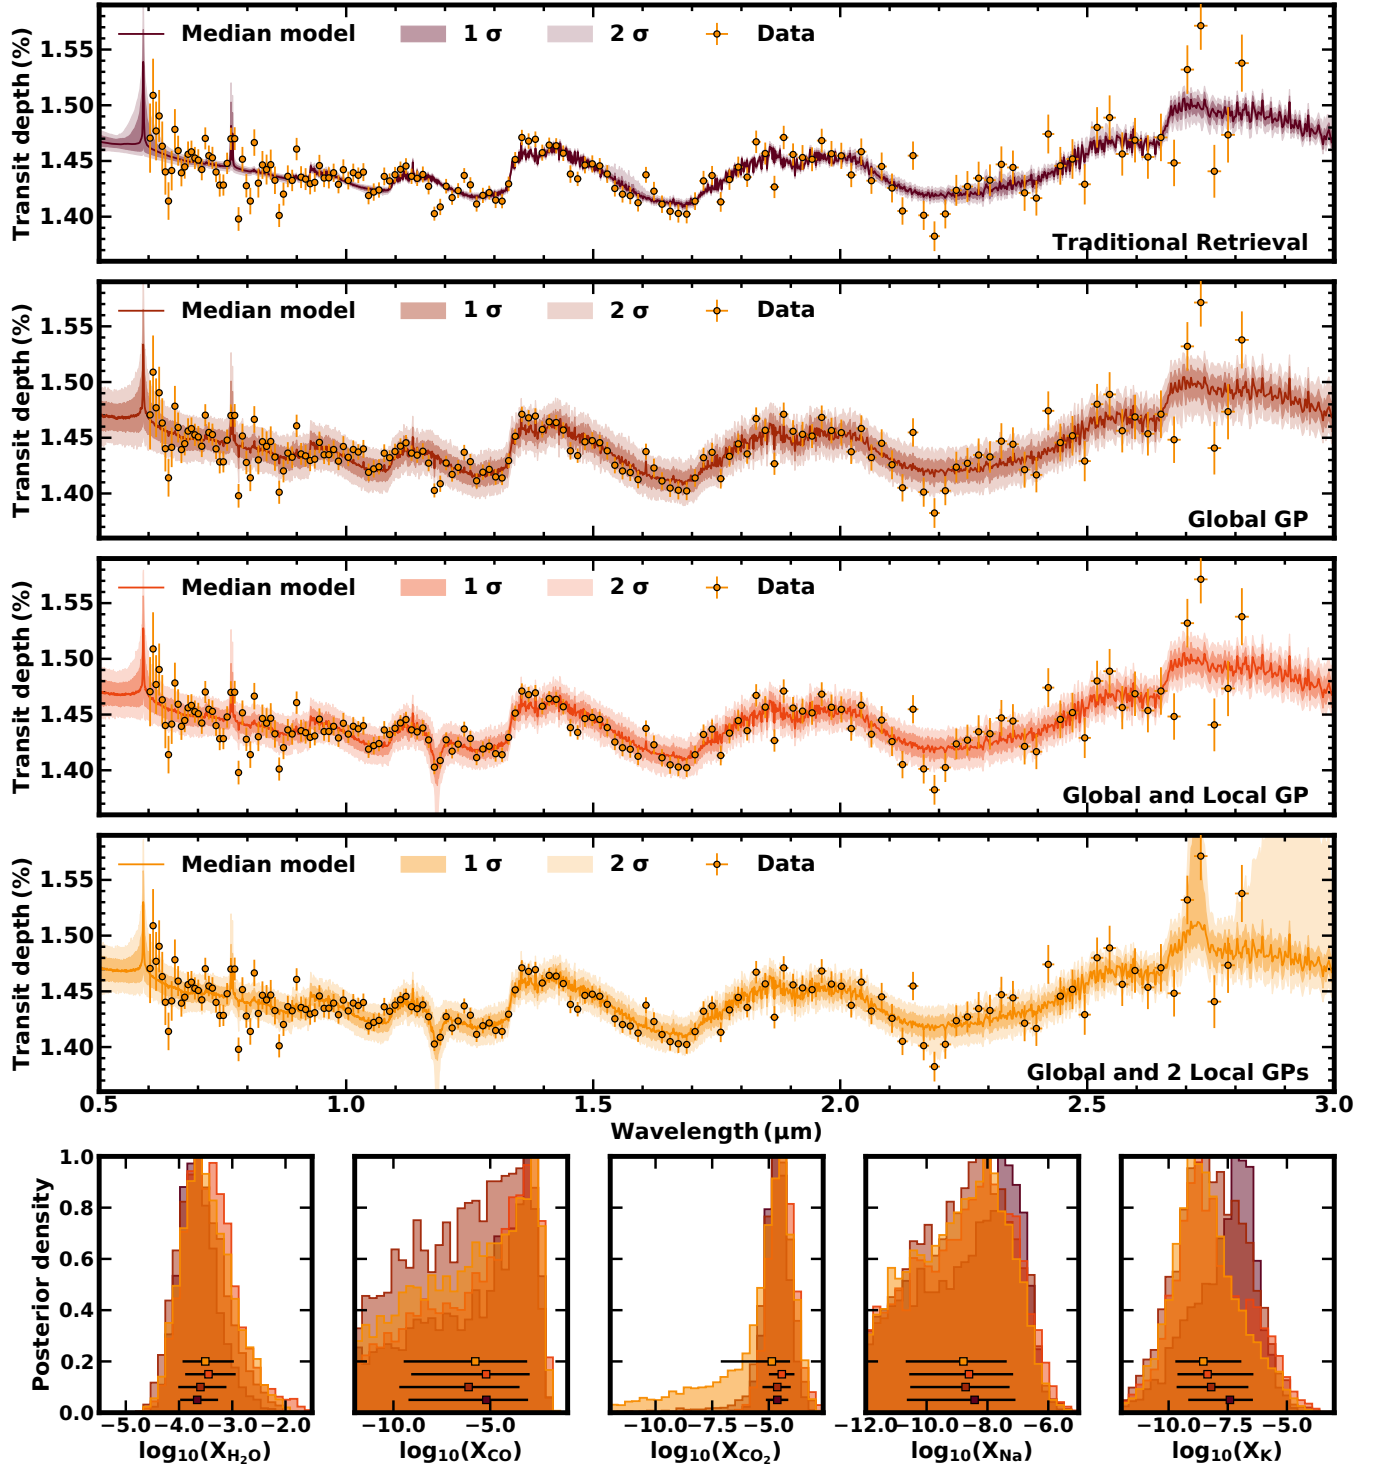 Median model 1 σ 2 σ Data
Transit depth (%)
1.55
1.50
1.45
1.40
Traditional Retrieval
Median model 1 σ 2 σ Data
Transit depth (%)
1.55
1.50
1.45
1.40
Global GP
Median model 1 σ 2 σ Data
Transit depth (%)
1.55
1.50
1.45
1.40
Global and Local GP
Median model 1 σ 2 σ Data
Transit depth (%)
1.55
1.50
1.45
1.40
Global and 2 Local GPs
0.5 1.0 1.5 2.0 2.5 3.0
Wavelength (μm)
Posterior density
1.0
0.8
0.6
0.4
0.2
0.0
−5.0 −4.0 −3.0 −2.0
log₁₀(X_H₂O)
−10.0 −5.0
log₁₀(X_CO)
−10.0 −7.5 −5.0
log₁₀(X_CO₂)
−12.0 −10.0 −8.0 −6.0
log₁₀(X_Na)
−10.0 −7.5 −5.0
log₁₀(X_K)